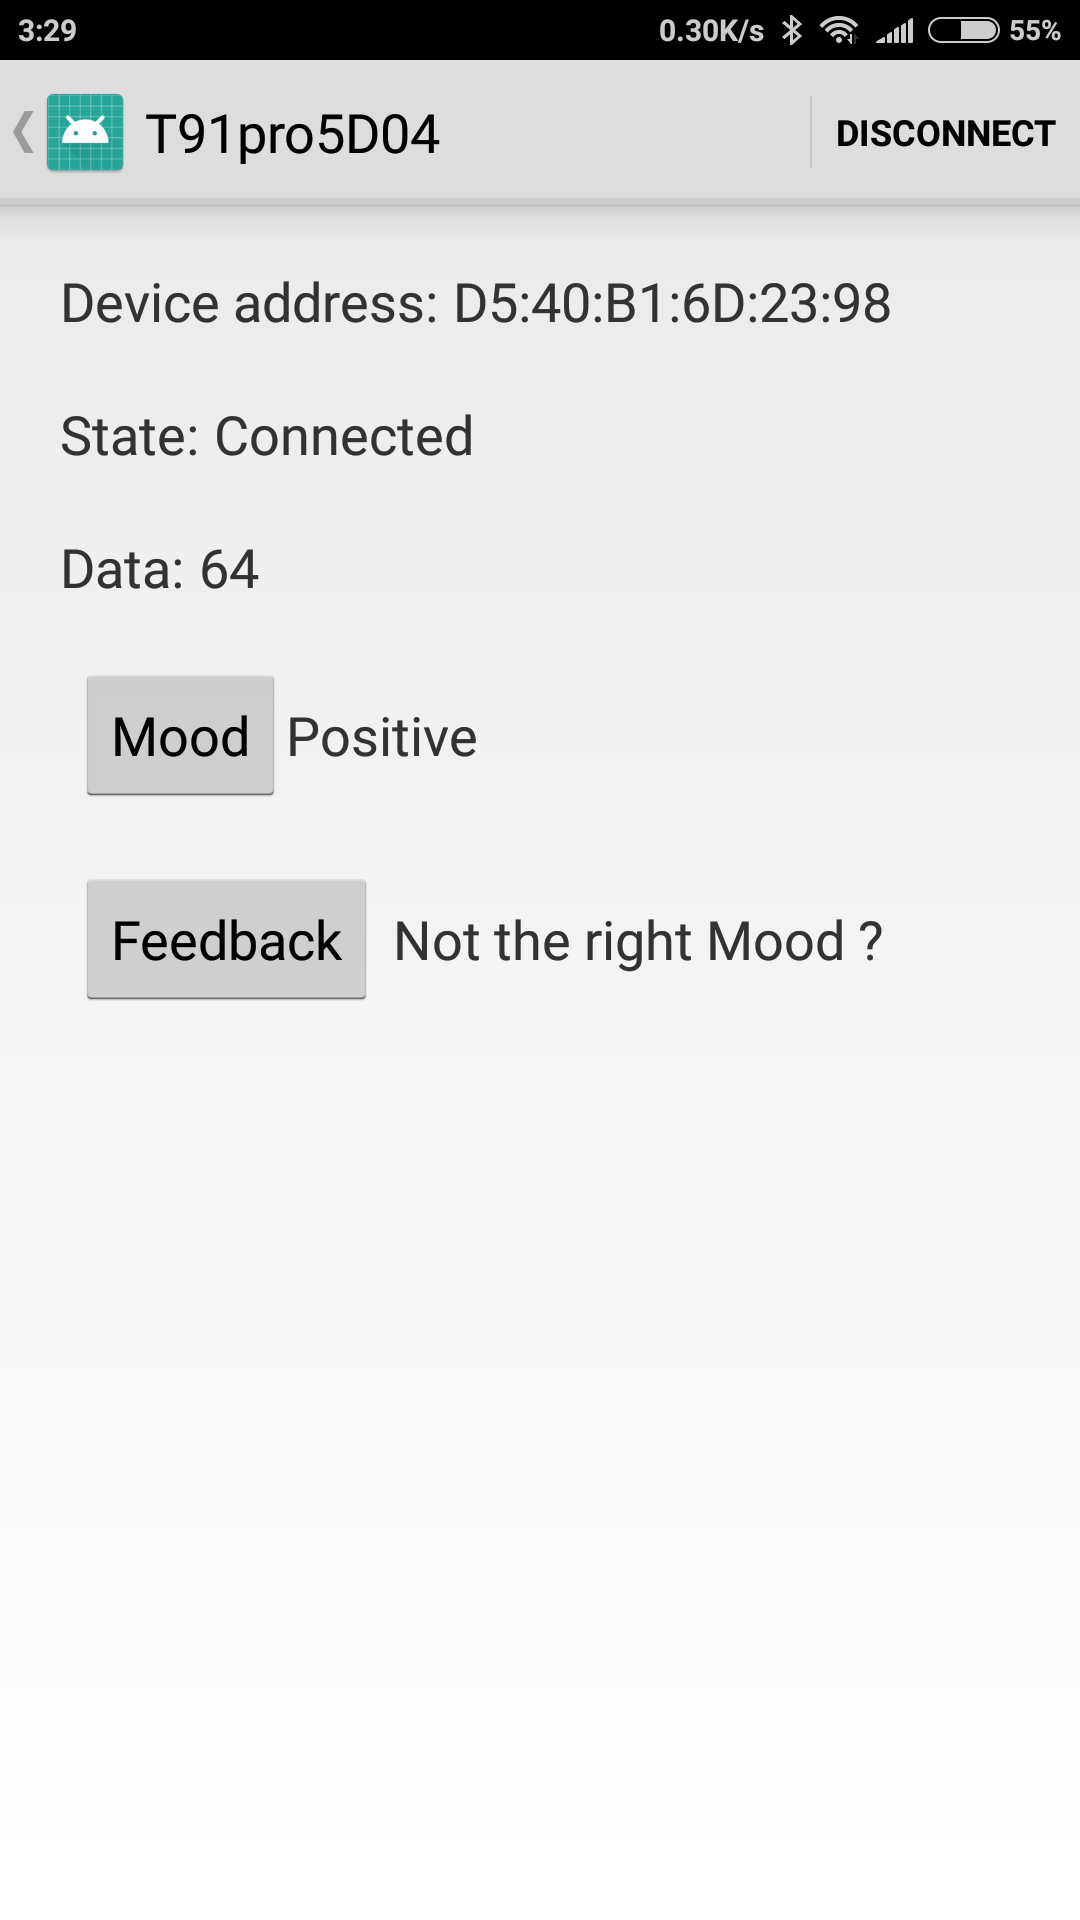 3:29 0.30K/s 55%
T91pro5D04 DISCONNECT
Device address: D5:40:B1:6D:23:98
State: Connected
Data: 64
Mood Positive
Feedback Not the right Mood ?